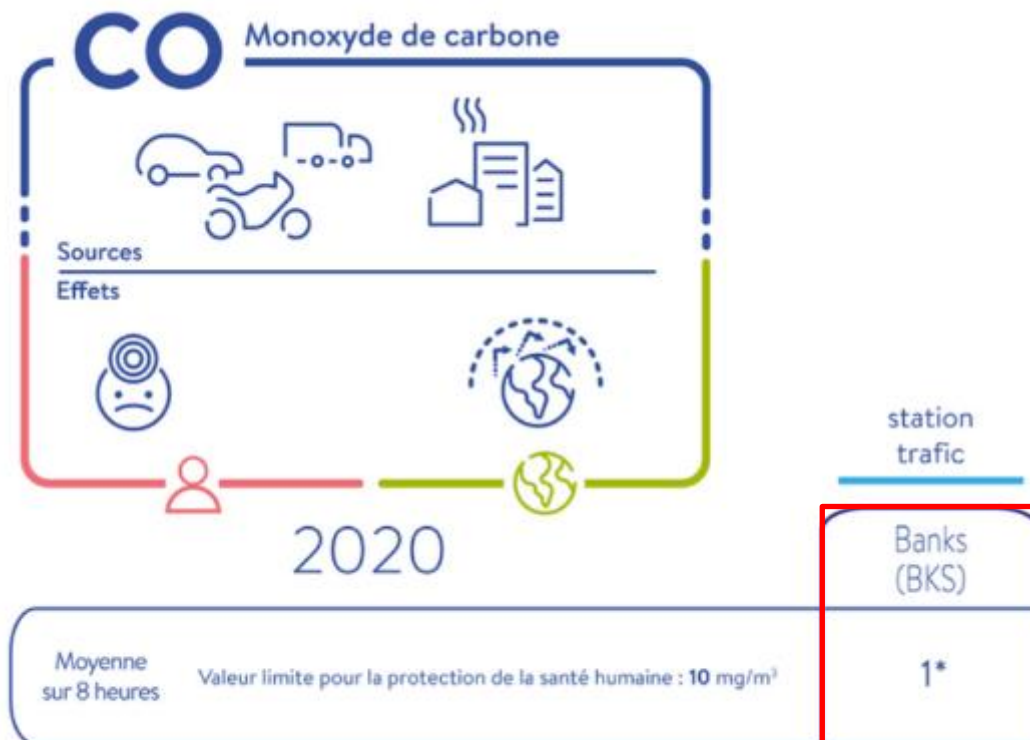 CO Monoxyde de carbone
Sources
Effets
station
trafic
2020
Banks
(BKS)
Moyenne
sur 8 heures
Valeur limite pour la protection de la santé humaine : 10 mg/m³
1*